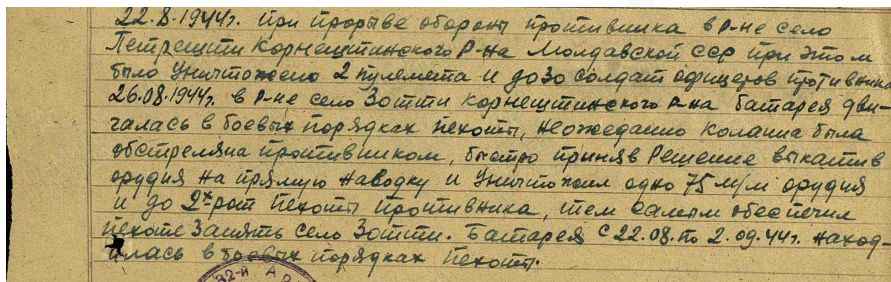 22.8.1944г. при прорыве обороны противника в р-не село
Петрешти Корнештинского р-на Молдавской сср при этом
было уничтожено 2 пулемета и до 30 солдат офицеров противника
26.08.1944г. в р-не село Зотти Корнештинского р-на батарея дви-
галась в боевых порядках пехоты, неожедано колонна была
обстреляна противником, быстро приняв решение выкатив
орудия на прямую наводку и уничтожил одно 75 м/м орудия
и до 2х рот пехоты противника, тем самым обеспечил
пехоте занять село Зотти. Батарея с 22.08. по 2.09.44г. наход-
илась в боевых порядках пехоты.
32-й